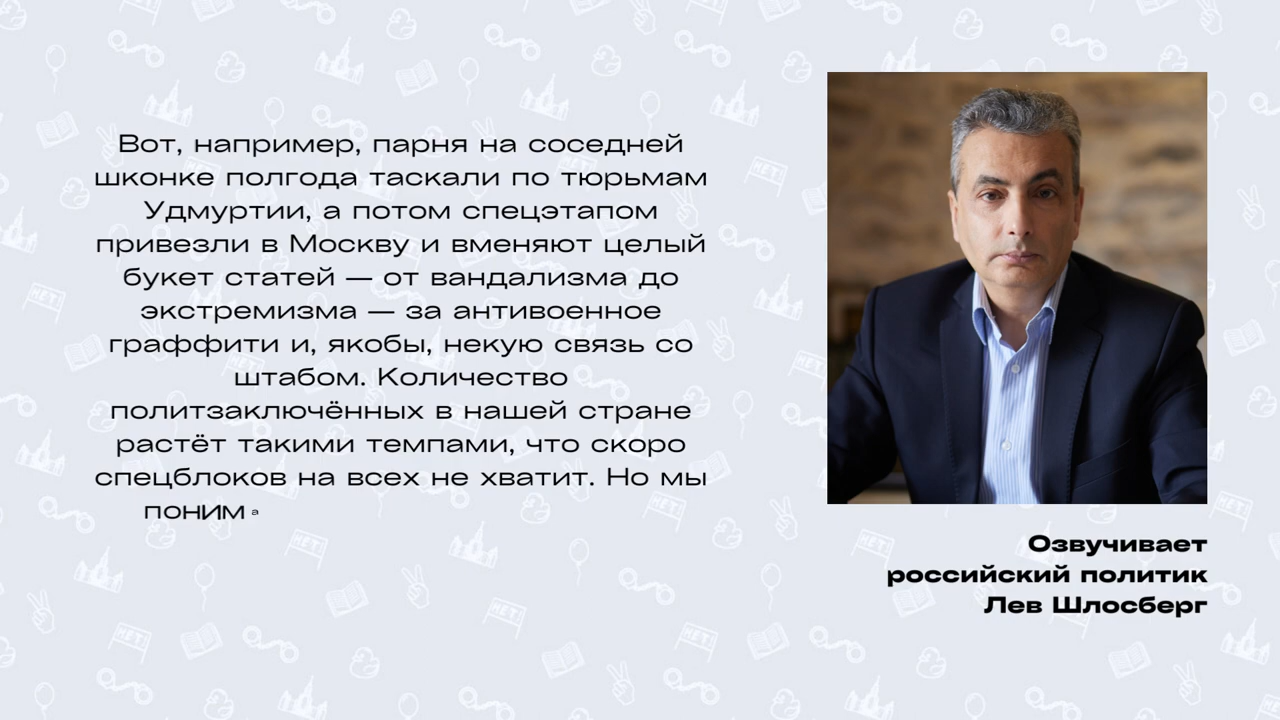 Вот, например, парня на соседней
шконке полгода таскали по тюрьмам
Удмуртии, а потом спецэтапом
привезли в Москву и вменяют целый
букет статей — от вандализма до
экстремизма — за антивоенное
граффити и, якобы, некую связь со
штабом. Количество
политзаключённых в нашей стране
растёт такими темпами, что скоро
спецблоков на всех не хватит. Но мы
поним а
Озвучивает
российский политик
Лев Шлосберг